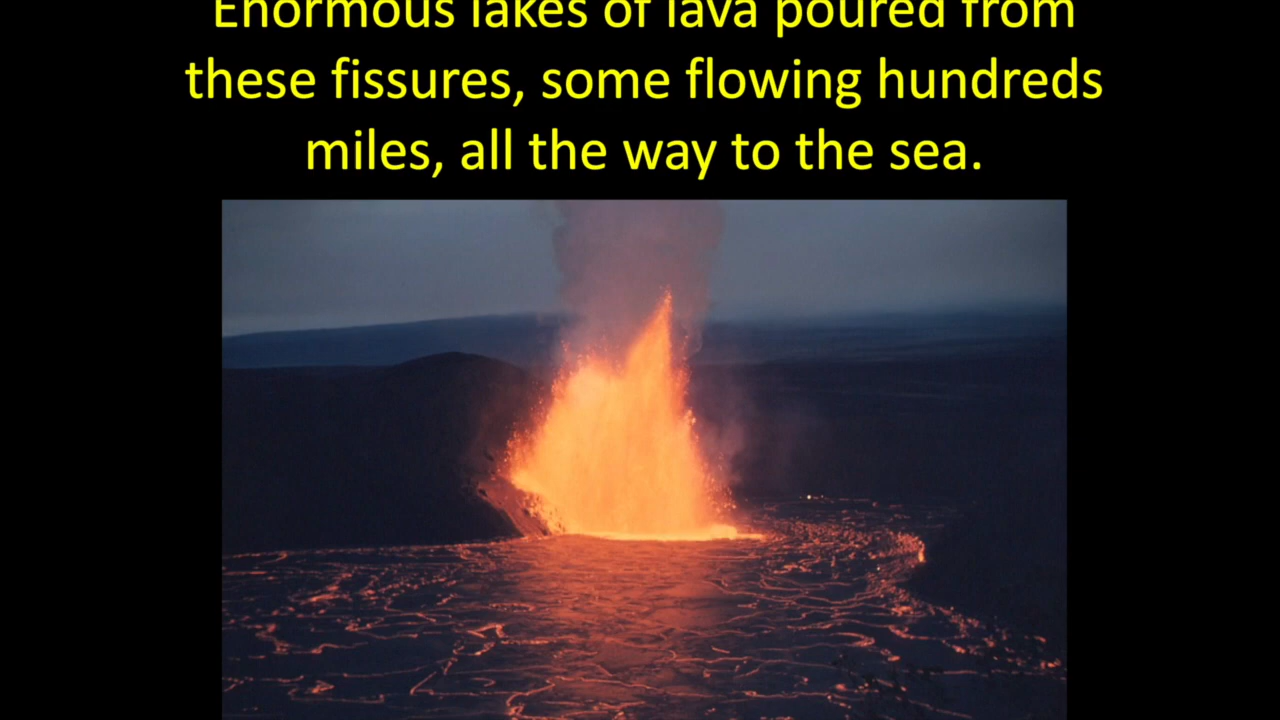 Enormous lakes of lava poured from
these fissures, some flowing hundreds
miles, all the way to the sea.